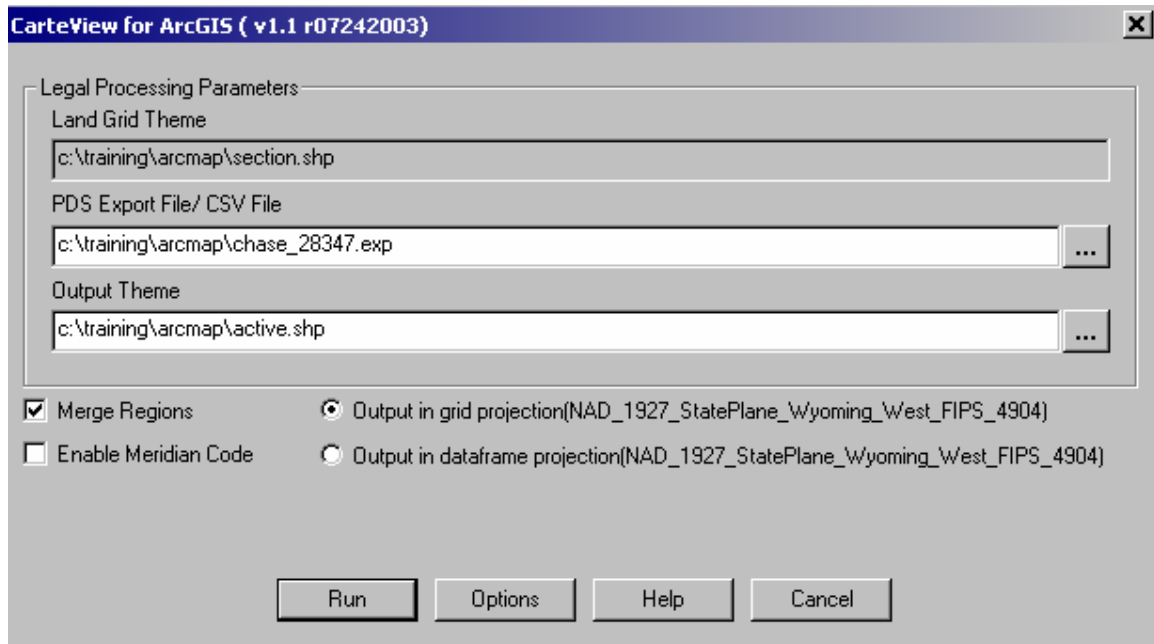 CarteView for ArcGIS ( v1.1 r07242003)
Legal Processing Parameters
Land Grid Theme
c:\training\arcmap\section.shp
PDS Export File/ CSV File
c:\training\arcmap\chase_28347.exp
...
Output Theme
c:\training\arcmap\active.shp
...
Merge Regions
Output in grid projection(NAD_1927_StatePlane_Wyoming_West_FIPS_4904)
Enable Meridian Code
Output in dataframe projection(NAD_1927_StatePlane_Wyoming_West_FIPS_4904)
Run Options Help Cancel